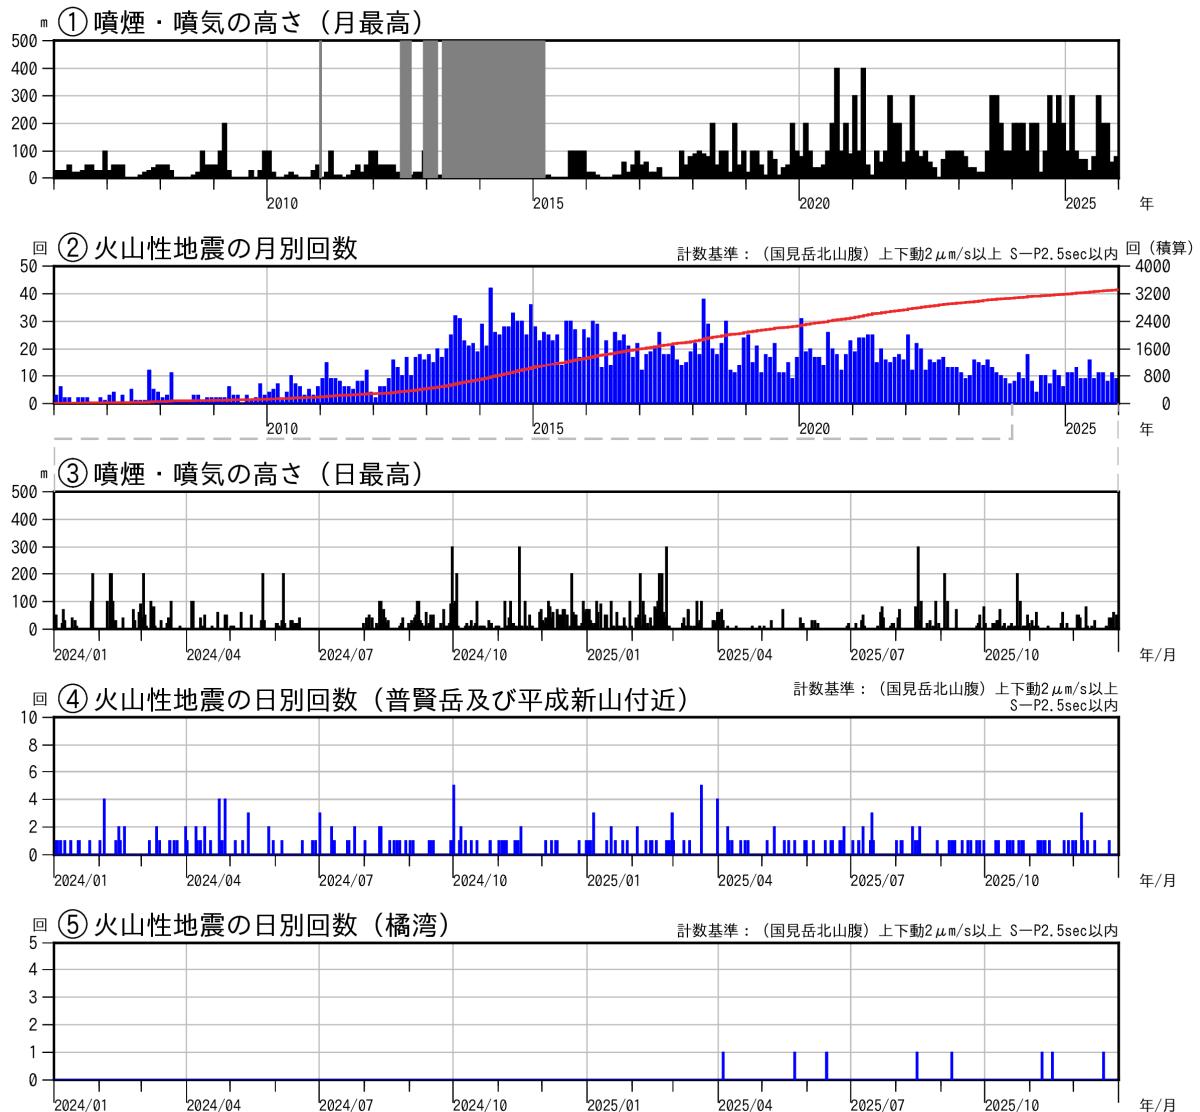 m ①噴煙・噴気の高さ（月最高）
500
400
300
200
100
0
2010 2015 2020 2025 年
回 ②火山性地震の月別回数 計数基準：（国見岳北山腹）上下動2μm/s以上 S－P2.5sec以内 回（積算）
50 4000
40 3200
30 2400
20 1600
10 800
0 0
2010 2015 2020 2025 年
m ③噴煙・噴気の高さ（日最高）
500
400
300
200
100
0
2024/01 2024/04 2024/07 2024/10 2025/01 2025/04 2025/07 2025/10 年/月
回 ④火山性地震の日別回数（普賢岳及び平成新山付近） 計数基準：（国見岳北山腹）上下動2μm/s以上
S－P2.5sec以内
10
8
6
4
2
0
2024/01 2024/04 2024/07 2024/10 2025/01 2025/04 2025/07 2025/10 年/月
回 ⑤火山性地震の日別回数（橘湾） 計数基準：（国見岳北山腹）上下動2μm/s以上 S－P2.5sec以内
5
4
3
2
1
0
2024/01 2024/04 2024/07 2024/10 2025/01 2025/04 2025/07 2025/10 年/月